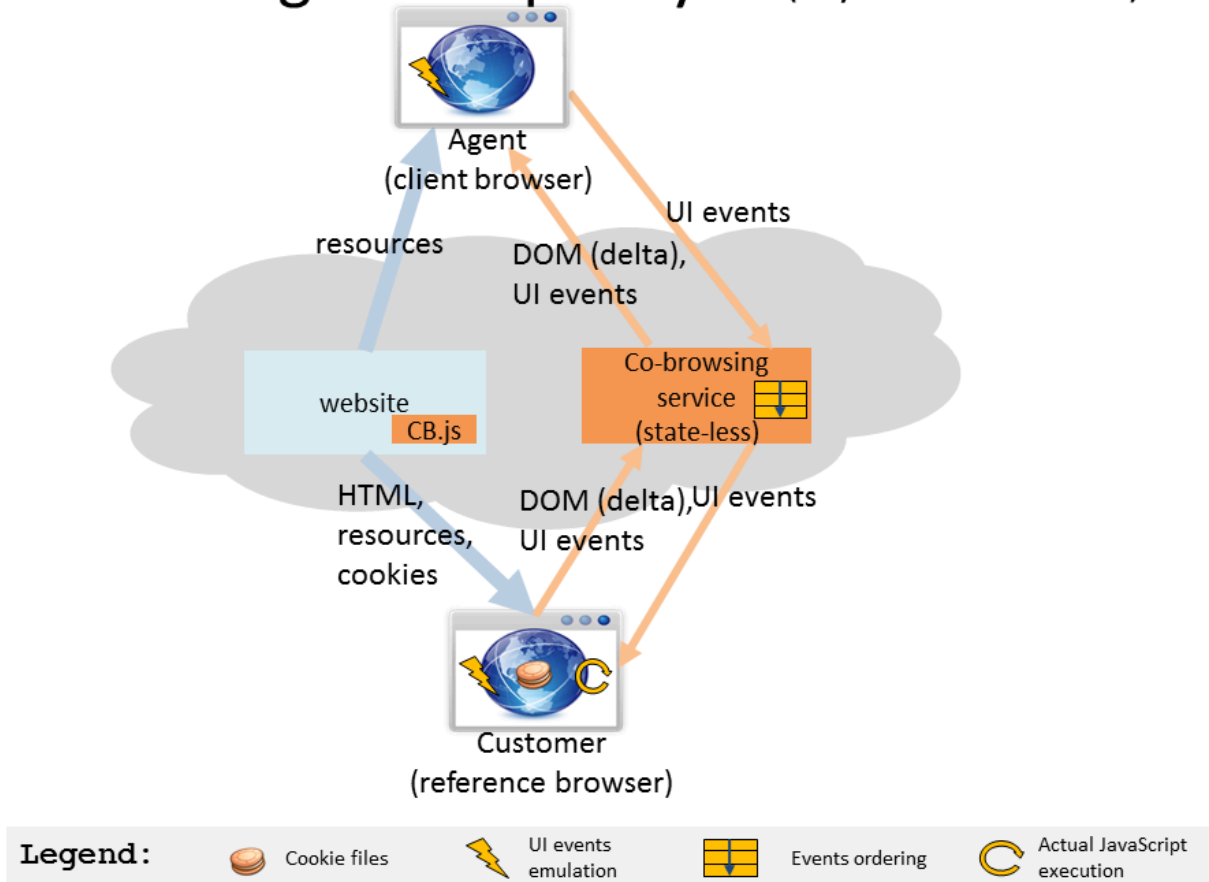 Agent
(client browser)
UI events
resources
DOM (delta),
UI events
Co-browsing
service
(state-less)
website
CB.js
HTML,
resources,
cookies
DOM (delta),
UI events
UI events
Customer
(reference browser)
Legend:
Cookie files
UI events
emulation
Events ordering
Actual JavaScript
execution